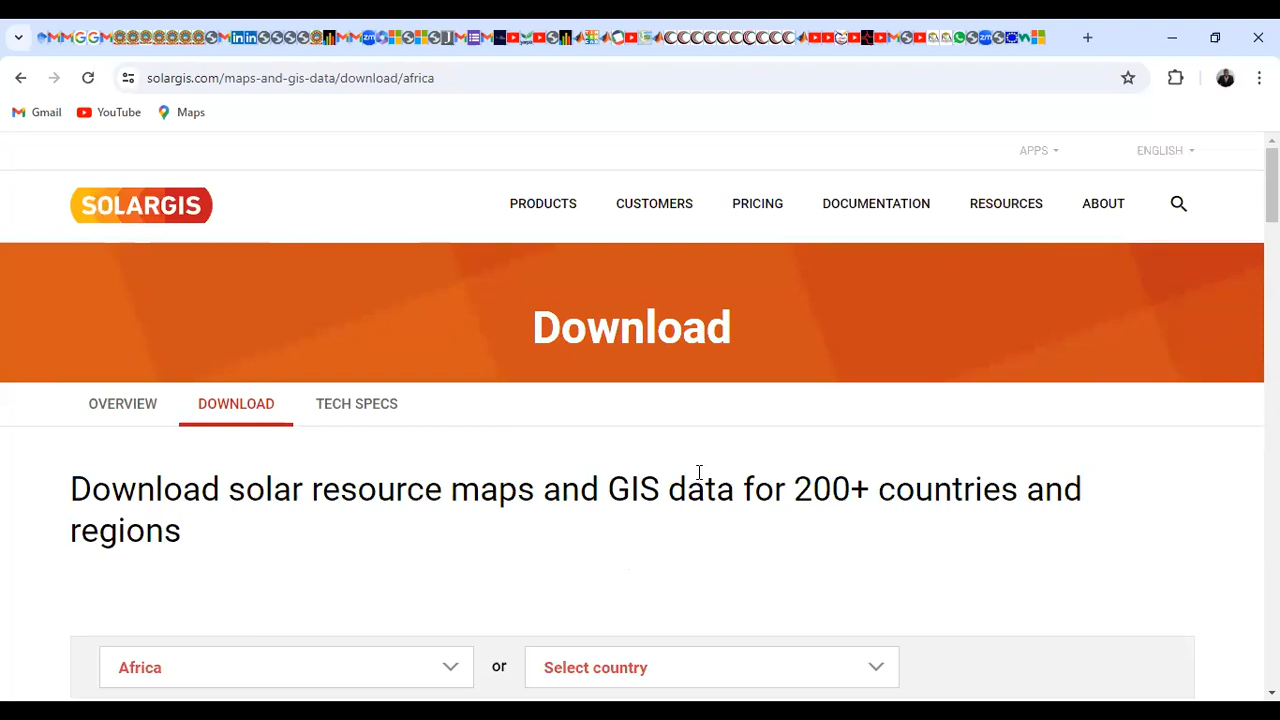 solargis.com/maps-and-gis-data/download/africa
Gmail
YouTube
Maps
APPS
ENGLISH
SOLARGIS
PRODUCTS
CUSTOMERS
PRICING
DOCUMENTATION
RESOURCES
ABOUT
Download
OVERVIEW
DOWNLOAD
TECH SPECS
Download solar resource maps and GIS data for 200+ countries and
regions
Africa
or
Select country